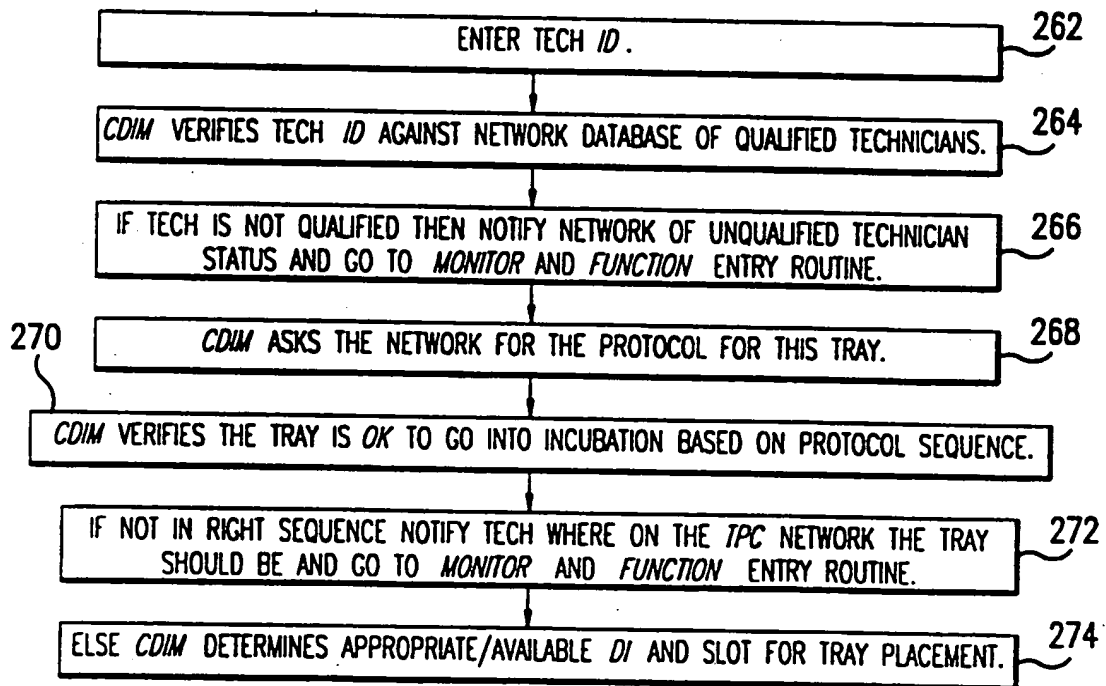 ENTER TECH ID.
262
CDIM VERIFIES TECH ID AGAINST NETWORK DATABASE OF QUALIFIED TECHNICIANS.
264
IF TECH IS NOT QUALIFIED THEN NOTIFY NETWORK OF UNQUALIFIED TECHNICIAN
STATUS AND GO TO MONITOR AND FUNCTION ENTRY ROUTINE.
266
CDIM ASKS THE NETWORK FOR THE PROTOCOL FOR THIS TRAY.
268
270
CDIM VERIFIES THE TRAY IS OK TO GO INTO INCUBATION BASED ON PROTOCOL SEQUENCE.
IF NOT IN RIGHT SEQUENCE NOTIFY TECH WHERE ON THE TPC NETWORK THE TRAY
SHOULD BE AND GO TO MONITOR AND FUNCTION ENTRY ROUTINE.
272
ELSE CDIM DETERMINES APPROPRIATE/AVAILABLE DI AND SLOT FOR TRAY PLACEMENT.
274